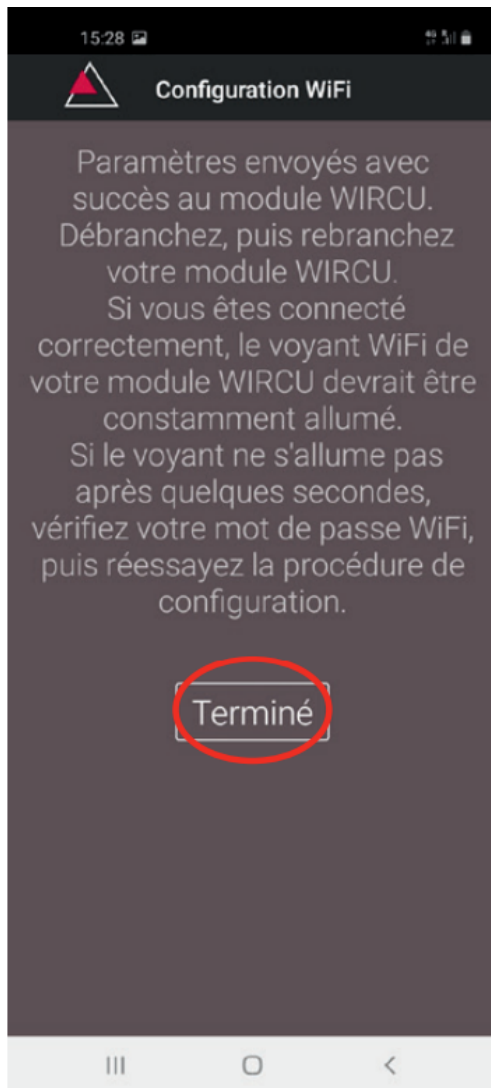 15:28
Configuration WiFi
Paramètres envoyés avec
succès au module WIRCU.
Débranchez, puis rebranchez
votre module WIRCU.
Si vous êtes connecté
correctement, le voyant WiFi de
votre module WIRCU devrait être
constamment allumé.
Si le voyant ne s'allume pas
après quelques secondes,
vérifiez votre mot de passe WiFi,
puis réessayez la procédure de
configuration.
Terminé